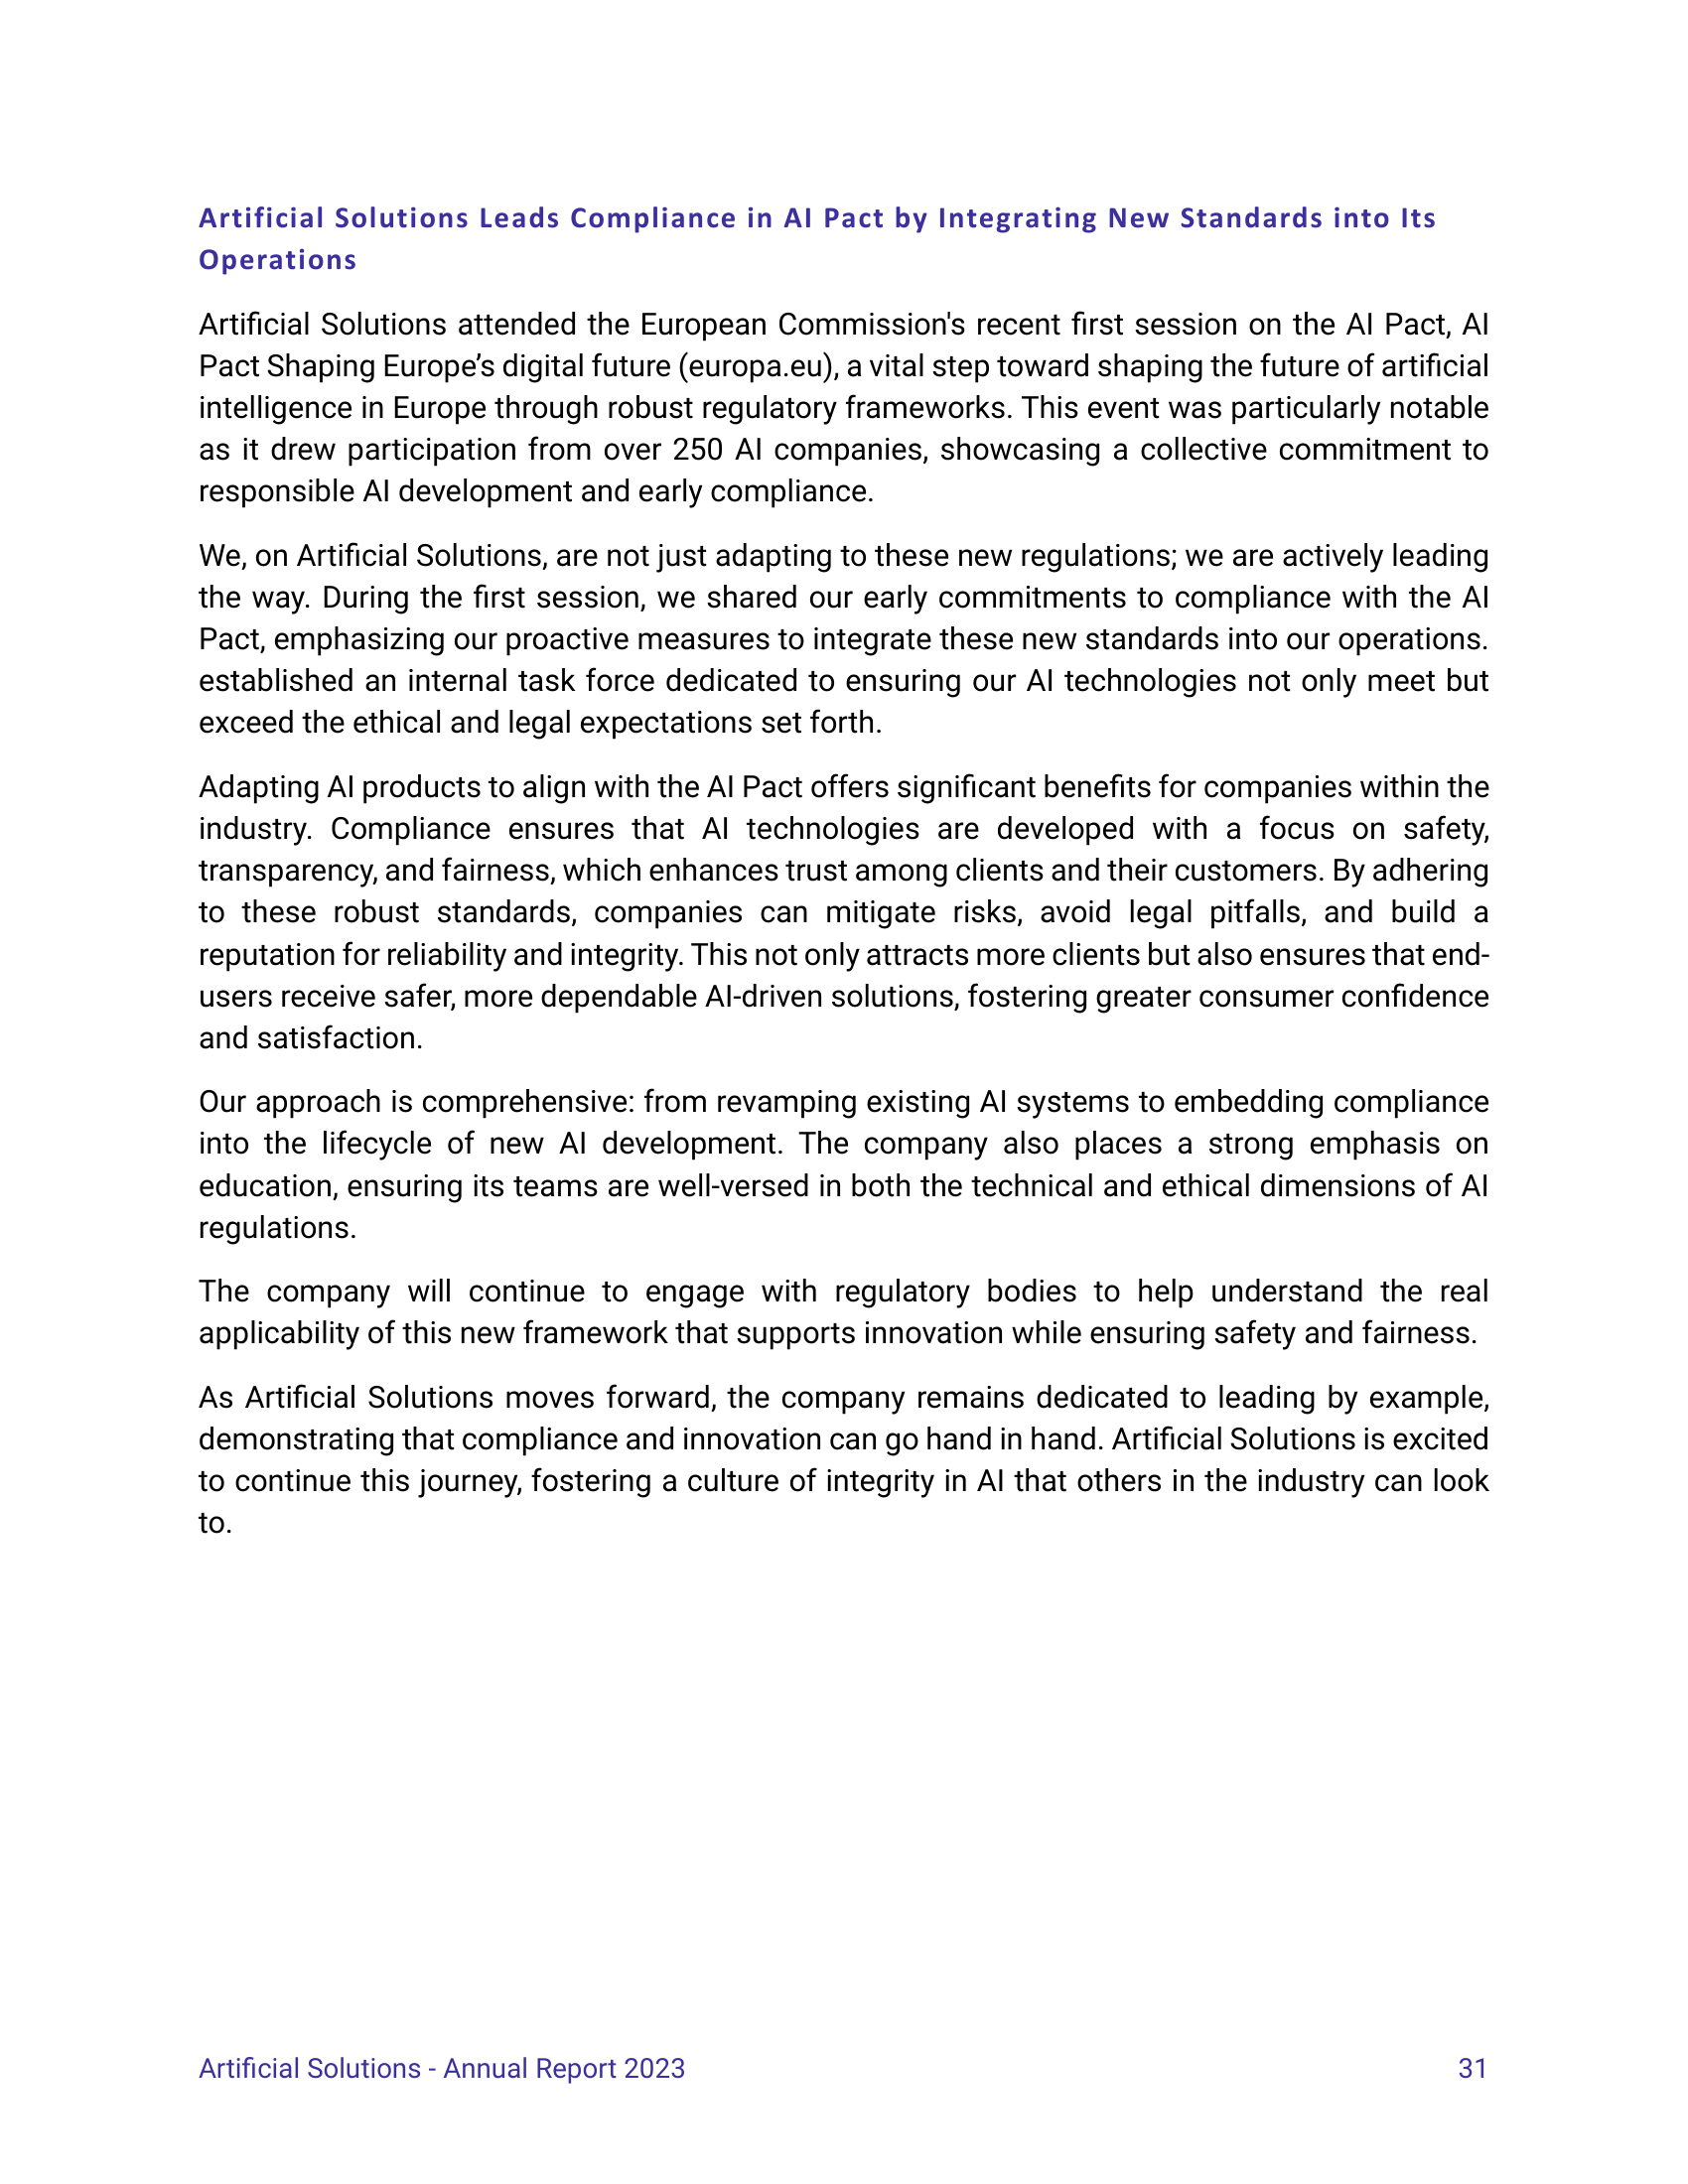 Artificial Solutions Leads Compliance in AI Pact by Integrating New Standards into Its
Operations
Artificial Solutions attended the European Commission's recent first session on the AI Pact, AI
Pact Shaping Europe’s digital future (europa.eu), a vital step toward shaping the future of artificial
intelligence in Europe through robust regulatory frameworks. This event was particularly notable
as it drew participation from over 250 AI companies, showcasing a collective commitment to
responsible AI development and early compliance.
We, on Artificial Solutions, are not just adapting to these new regulations; we are actively leading
the way. During the first session, we shared our early commitments to compliance with the AI
Pact, emphasizing our proactive measures to integrate these new standards into our operations.
established an internal task force dedicated to ensuring our AI technologies not only meet but
exceed the ethical and legal expectations set forth.
Adapting AI products to align with the AI Pact offers significant benefits for companies within the
industry. Compliance ensures that AI technologies are developed with a focus on safety,
transparency, and fairness, which enhances trust among clients and their customers. By adhering
to these robust standards, companies can mitigate risks, avoid legal pitfalls, and build a
reputation for reliability and integrity. This not only attracts more clients but also ensures that end-
users receive safer, more dependable AI-driven solutions, fostering greater consumer confidence
and satisfaction.
Our approach is comprehensive: from revamping existing AI systems to embedding compliance
into the lifecycle of new AI development. The company also places a strong emphasis on
education, ensuring its teams are well-versed in both the technical and ethical dimensions of AI
regulations.
The company will continue to engage with regulatory bodies to help understand the real
applicability of this new framework that supports innovation while ensuring safety and fairness.
As Artificial Solutions moves forward, the company remains dedicated to leading by example,
demonstrating that compliance and innovation can go hand in hand. Artificial Solutions is excited
to continue this journey, fostering a culture of integrity in AI that others in the industry can look
to.
Artificial Solutions - Annual Report 2023 31